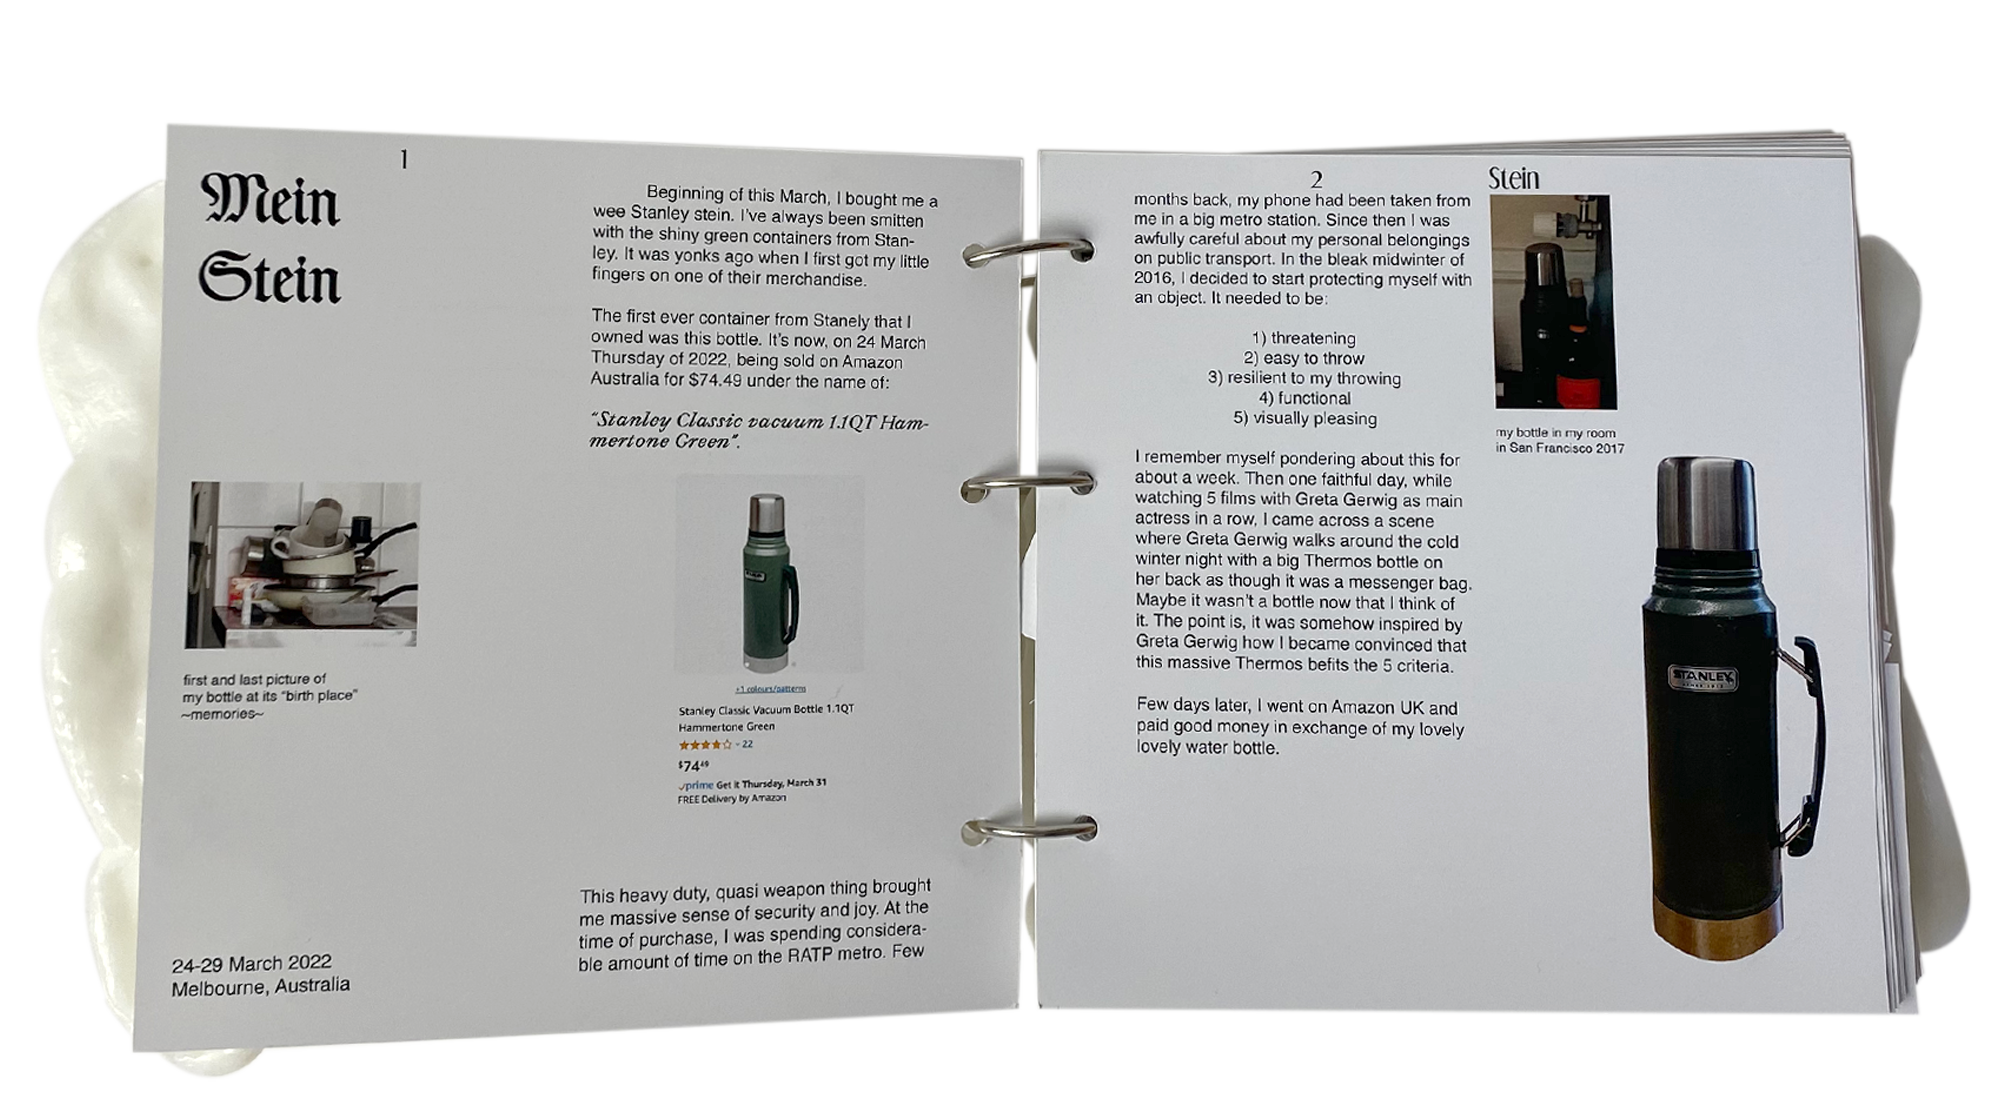 1
Mein
Stein
first and last picture of
my bottle at its "birth place"
~memories~
24-29 March 2022
Melbourne, Australia
Beginning of this March, I bought me a
wee Stanley stein. I've always been smitten
with the shiny green containers from Stan-
ley. It was yonks ago when I first got my little
fingers on one of their merchandise.
The first ever container from Stanely that I
owned was this bottle. It's now, on 24 March
Thursday of 2022, being sold on Amazon
Australia for $74.49 under the name of:
"Stanley Classic vacuum 1.1QT Ham-
mertone Green".
STANLEY
+1 colours/patterns
Stanley Classic Vacuum Bottle 1.1QT
Hammertone Green
22
$74⁴⁹
prime Get it Thursday, March 31
FREE Delivery by Amazon
This heavy duty, quasi weapon thing brought
me massive sense of security and joy. At the
time of purchase, I was spending considera-
ble amount of time on the RATP metro. Few
2
months back, my phone had been taken from
me in a big metro station. Since then I was
awfully careful about my personal belongings
on public transport. In the bleak midwinter of
2016, I decided to start protecting myself with
an object. It needed to be:
1) threatening
2) easy to throw
3) resilient to my throwing
4) functional
5) visually pleasing
I remember myself pondering about this for
about a week. Then one faithful day, while
watching 5 films with Greta Gerwig as main
actress in a row, I came across a scene
where Greta Gerwig walks around the cold
winter night with a big Thermos bottle on
her back as though it was a messenger bag.
Maybe it wasn't a bottle now that I think of
it. The point is, it was somehow inspired by
Greta Gerwig how I became convinced that
this massive Thermos befits the 5 criteria.
Few days later, I went on Amazon UK and
paid good money in exchange of my lovely
lovely water bottle.
Stein
my bottle in my room
in San Francisco 2017
STANLEY